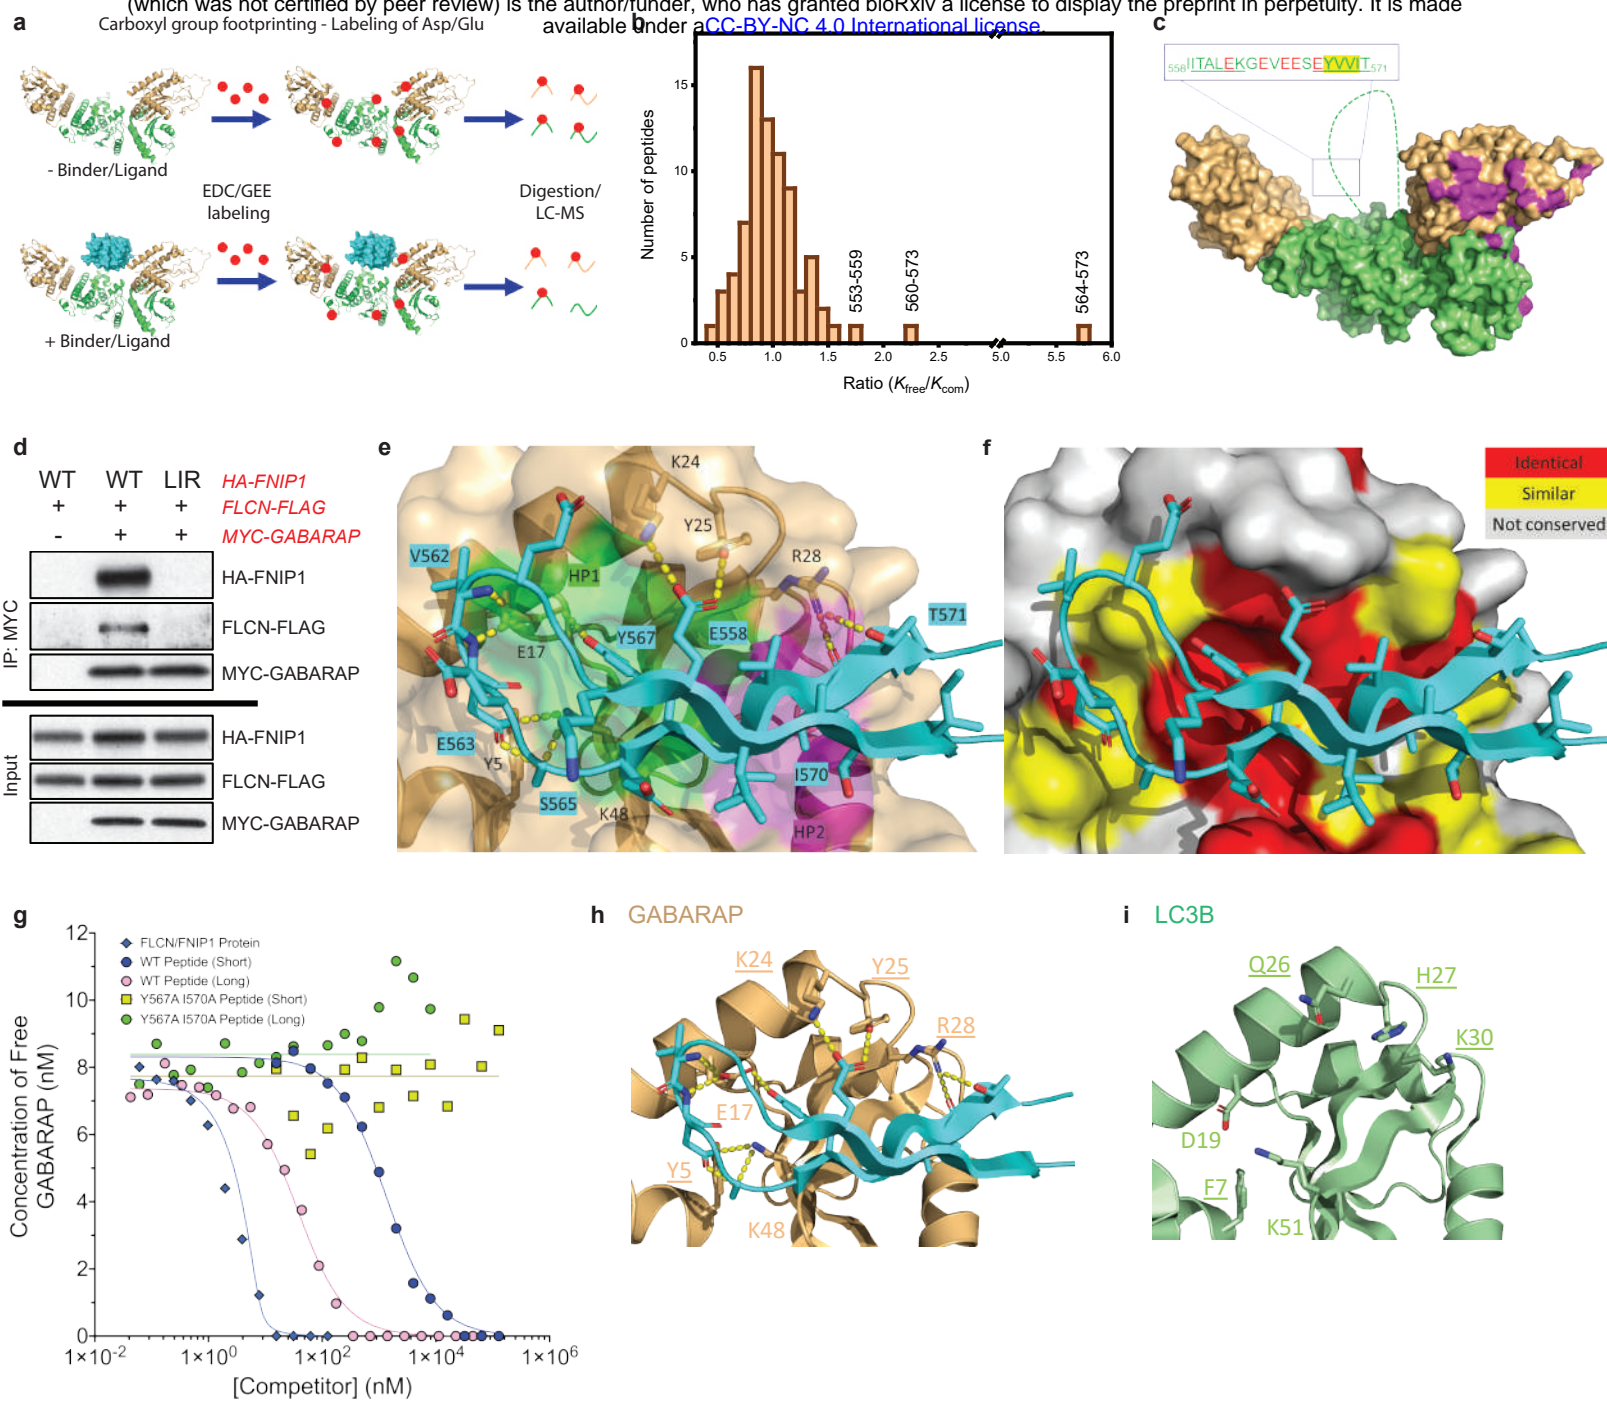 (which was not certified by peer review) is the author/funder, who has granted bioRxiv a license to display the preprint in perpetuity. It is made
available under aCC-BY-NC 4.0 International license.
a
Carboxyl group footprinting - Labeling of Asp/Glu
- Binder/Ligand
EDC/GEE
labeling
Digestion/
LC-MS
+ Binder/Ligand
b
Number of peptides
15
10
5
0
553-559
560-573
564-573
0.5 1.0 1.5 2.0 2.5 5.0 5.5 6.0
Ratio (Kfree/Kcom)
c
558IITALEKGEVEESEYVVIT571
d
WT WT LIR HA-FNIP1
+ + + FLCN-FLAG
- + + MYC-GABARAP
IP: MYC
HA-FNIP1
FLCN-FLAG
MYC-GABARAP
Input
HA-FNIP1
FLCN-FLAG
MYC-GABARAP
e
K24
Y25
R28
V562
HP1
E17
Y567
E558
T571
E563
Y5
S565
K48
I570
HP2
f
Identical
Similar
Not conserved
g
Concentration of Free
GABARAP (nM)
12
10
8
6
4
2
0
FLCN/FNIP1 Protein
WT Peptide (Short)
WT Peptide (Long)
Y567A I570A Peptide (Short)
Y567A I570A Peptide (Long)
1×10-2 1×100 1×102 1×104 1×106
[Competitor] (nM)
h GABARAP
K24
Y25
R28
E17
Y5
K48
i LC3B
Q26
H27
K30
D19
F7
K51